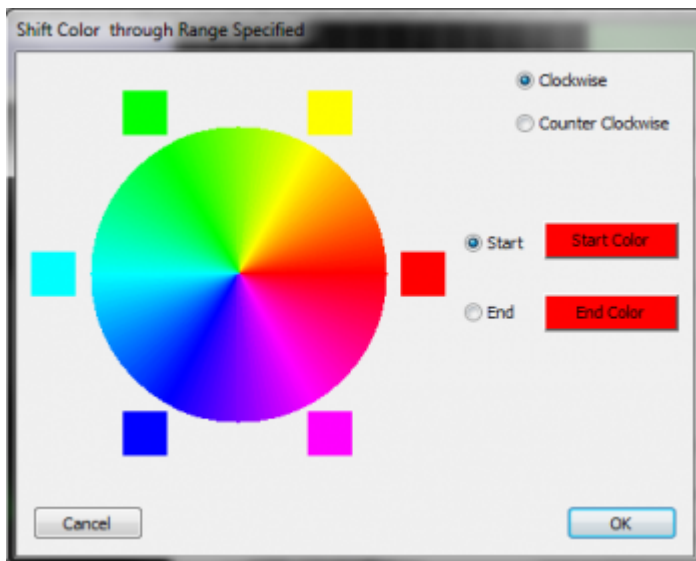 Shift Color through Range Specified
Clockwise
Counter Clockwise
Start
Start Color
End
End Color
Cancel
OK